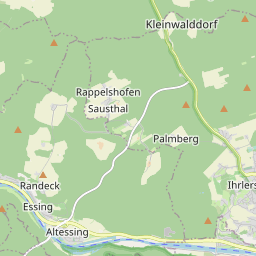 Kleinwalddorf
Rappelshofen
Sausthal
Palmberg
Randeck
Ihrlers
Essing
Altessing